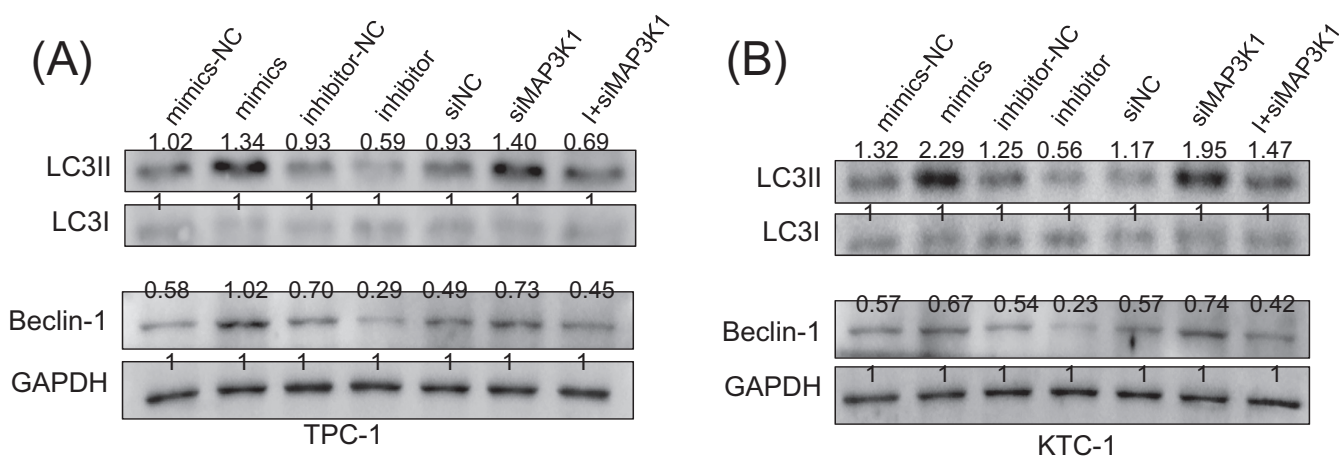 (A)
mimics-NC mimics inhibitor-NC inhibitor siNC siMAP3K1 I+siMAP3K1
1.02 1.34 0.93 0.59 0.93 1.40 0.69
LC3II
1 1 1 1 1 1 1
LC3I
0.58 1.02 0.70 0.29 0.49 0.73 0.45
Beclin-1
1 1 1 1 1 1 1
GAPDH
TPC-1
(B)
mimics-NC mimics inhibitor-NC inhibitor siNC siMAP3K1 I+siMAP3K1
1.32 2.29 1.25 0.56 1.17 1.95 1.47
LC3II
1 1 1 1 1 1 1
LC3I
0.57 0.67 0.54 0.23 0.57 0.74 0.42
Beclin-1
1 1 1 1 1 1 1
GAPDH
KTC-1